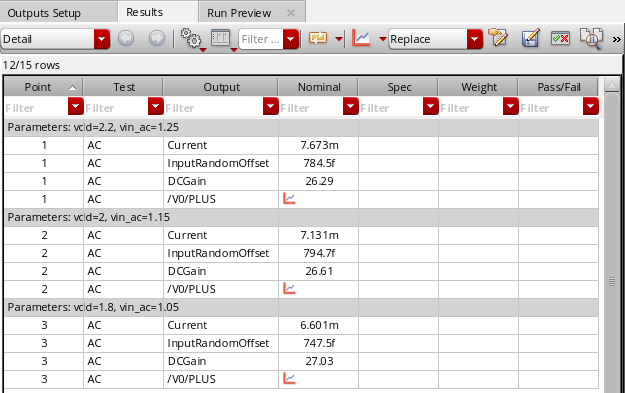 Outputs Setup Results Run Preview
Detail Filter ... Replace
12/15 rows
Point Test Output Nominal Spec Weight Pass/Fail
Filter Filter Filter Filter Filter Filter Filter
Parameters: vdd=2.2, vin_ac=1.25
1 AC Current 7.673m
1 AC InputRandomOffset 784.5f
1 AC DCGain 26.29
1 AC /V0/PLUS
Parameters: vdd=2, vin_ac=1.15
2 AC Current 7.131m
2 AC InputRandomOffset 794.7f
2 AC DCGain 26.61
2 AC /V0/PLUS
Parameters: vdd=1.8, vin_ac=1.05
3 AC Current 6.601m
3 AC InputRandomOffset 747.5f
3 AC DCGain 27.03
3 AC /V0/PLUS